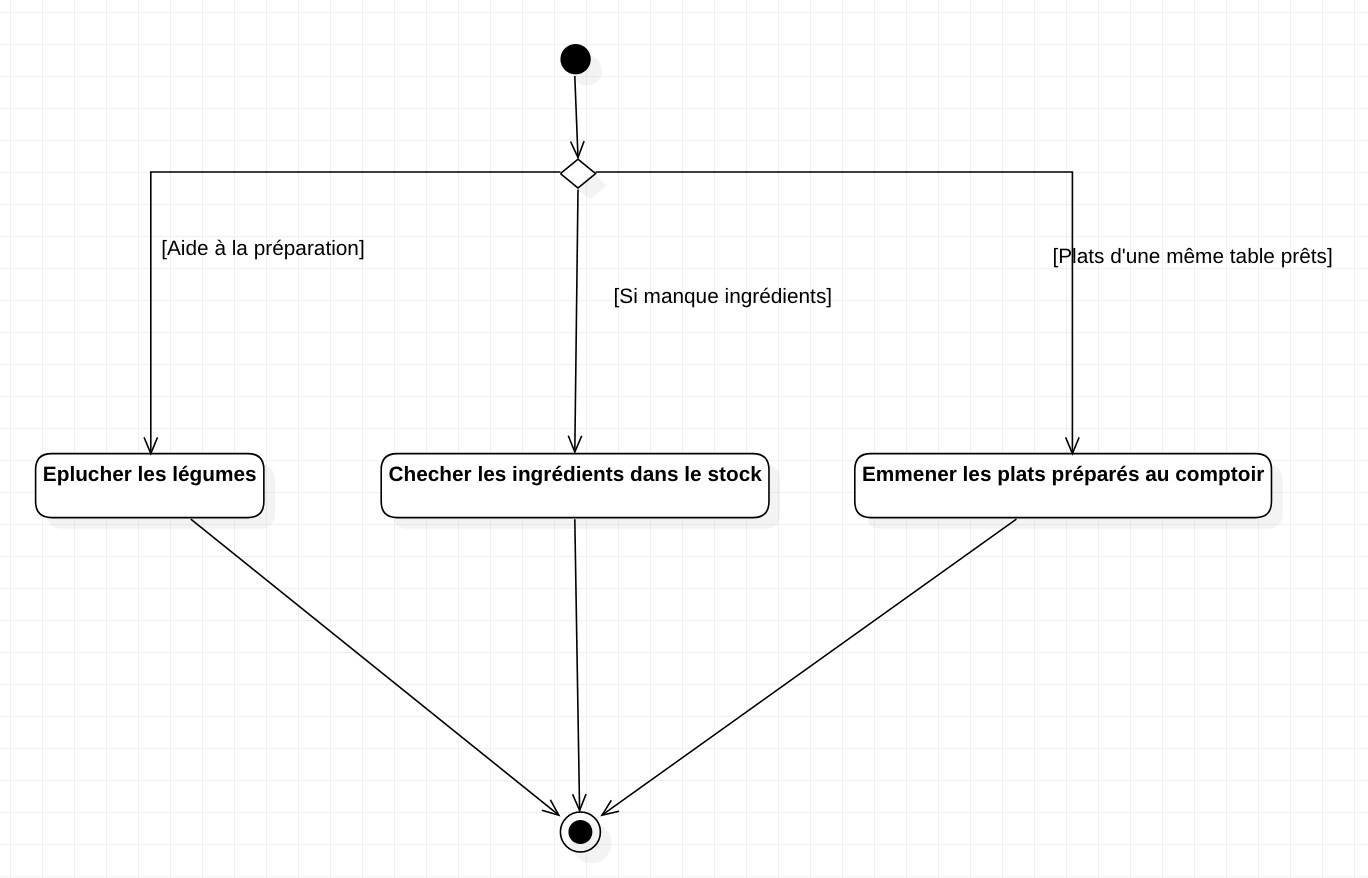 [Aide à la préparation]
[Plats d'une même table prêts]
[Si manque ingrédients]
Eplucher les légumes
Checher les ingrédients dans le stock
Emmener les plats préparés au comptoir